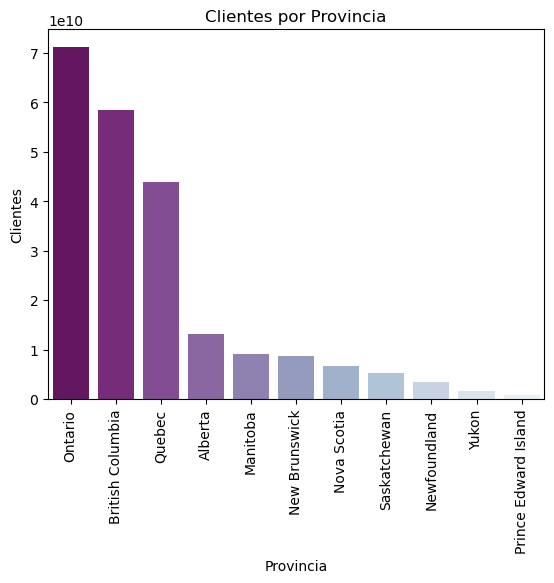 Clientes por Provincia
1e10
7
6
5
4
3
2
1
0
Clientes
Ontario
British Columbia
Quebec
Alberta
Manitoba
New Brunswick
Nova Scotia
Saskatchewan
Newfoundland
Yukon
Prince Edward Island
Provincia